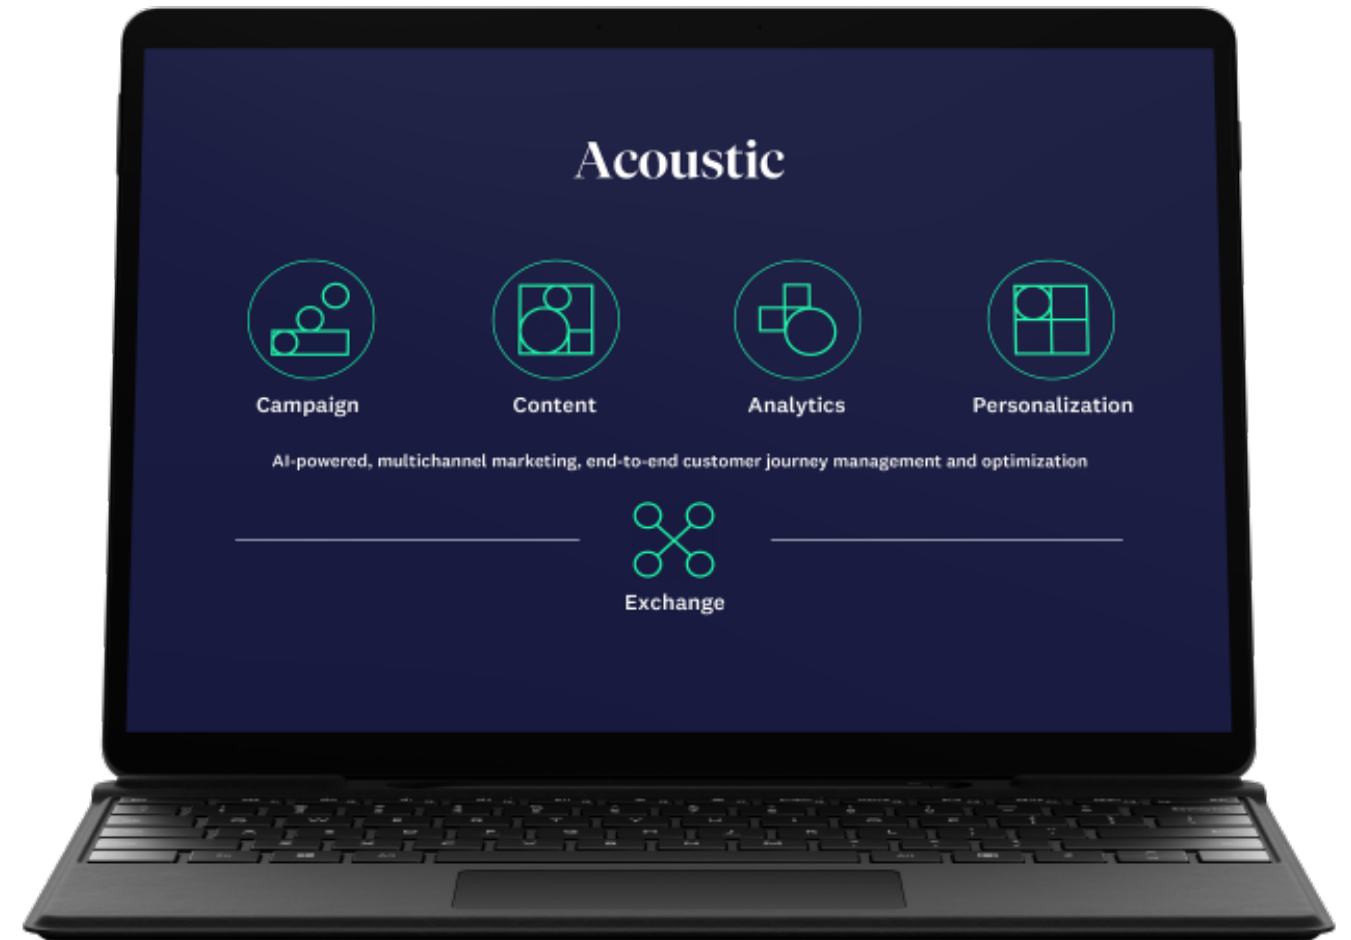 Acoustic
Campaign
Content
Analytics
Personalization
AI-powered, multichannel marketing, end-to-end customer journey management and optimization
Exchange